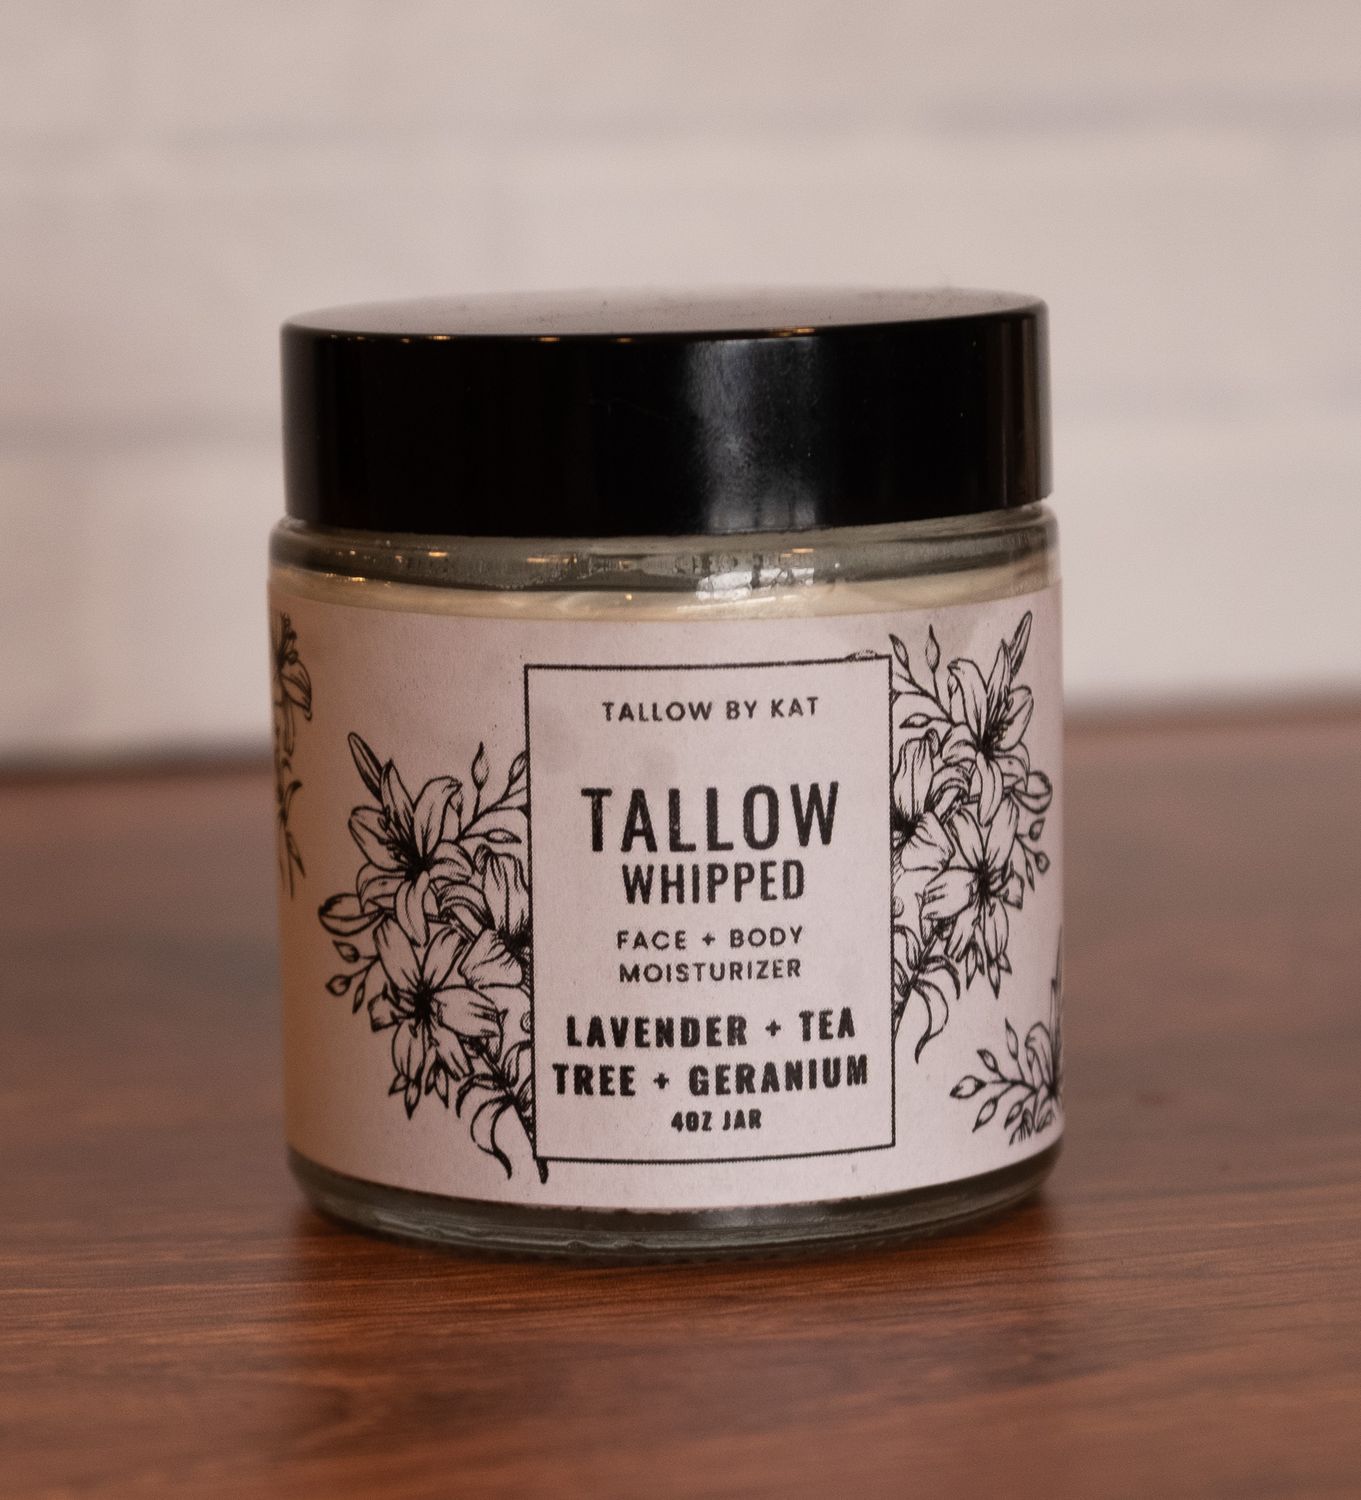 TALLOW BY KAT
TALLOW
WHIPPED
FACE + BODY
MOISTURIZER
LAVENDER + TEA
TREE + GERANIUM
4OZ JAR